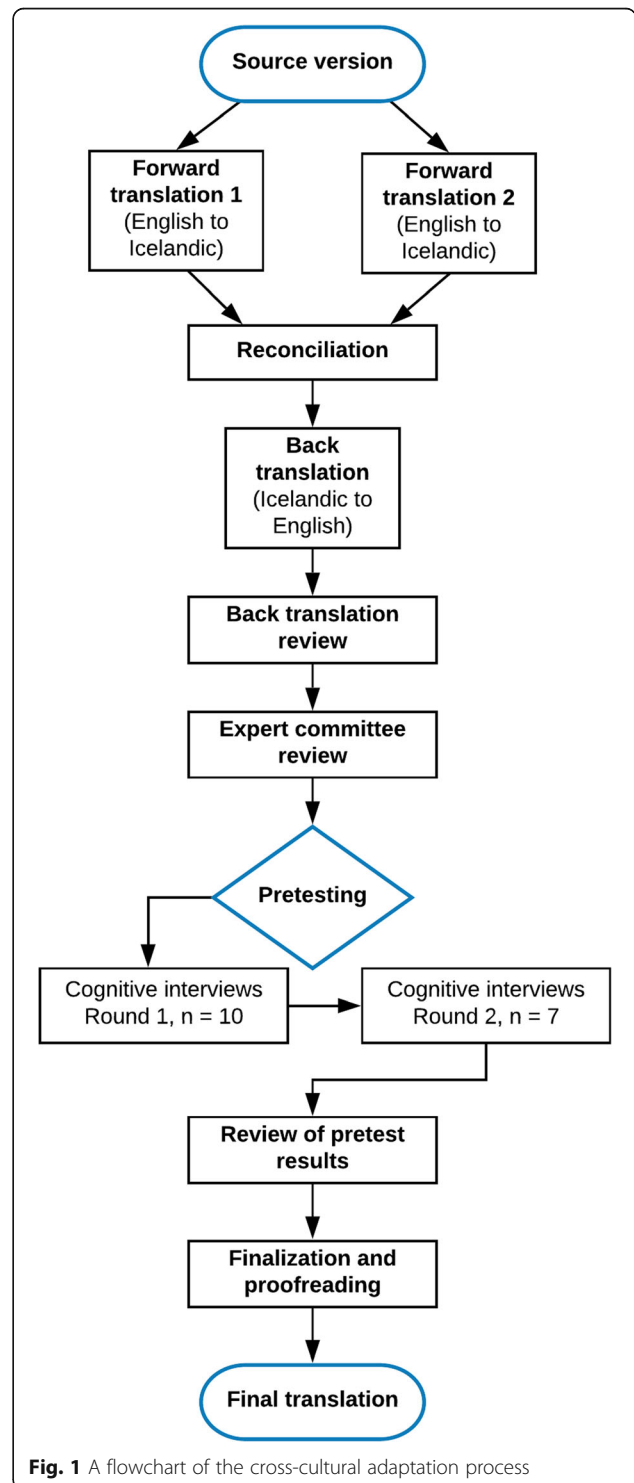 Source version
Forward
translation 1
(English to
Icelandic)
Forward
translation 2
(English to
Icelandic)
Reconciliation
Back
translation
(Icelandic to
English)
Back translation
review
Expert committee
review
Pretesting
Cognitive interviews
Round 1, n = 10
Cognitive interviews
Round 2, n = 7
Review of pretest
results
Finalization and
proofreading
Final translation
Fig. 1 A flowchart of the cross-cultural adaptation process